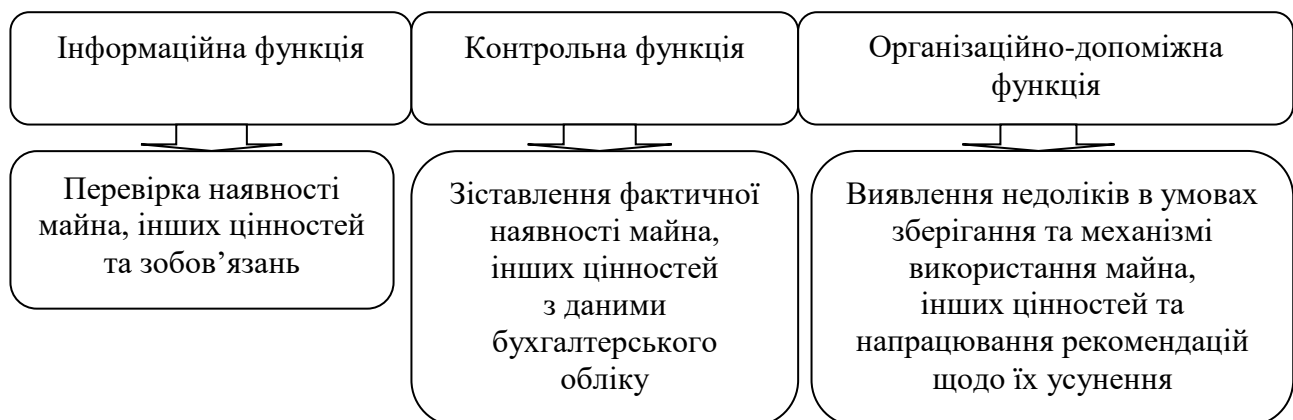 Інформаційна функція
Контрольна функція
Організаційно-допоміжна
функція
Перевірка наявності
майна, інших цінностей
та зобов’язань
Зіставлення фактичної
наявності майна,
інших цінностей
з даними
бухгалтерського
обліку
Виявлення недоліків в умовах
зберігання та механізмі
використання майна,
інших цінностей та
напрацювання рекомендацій
щодо їх усунення